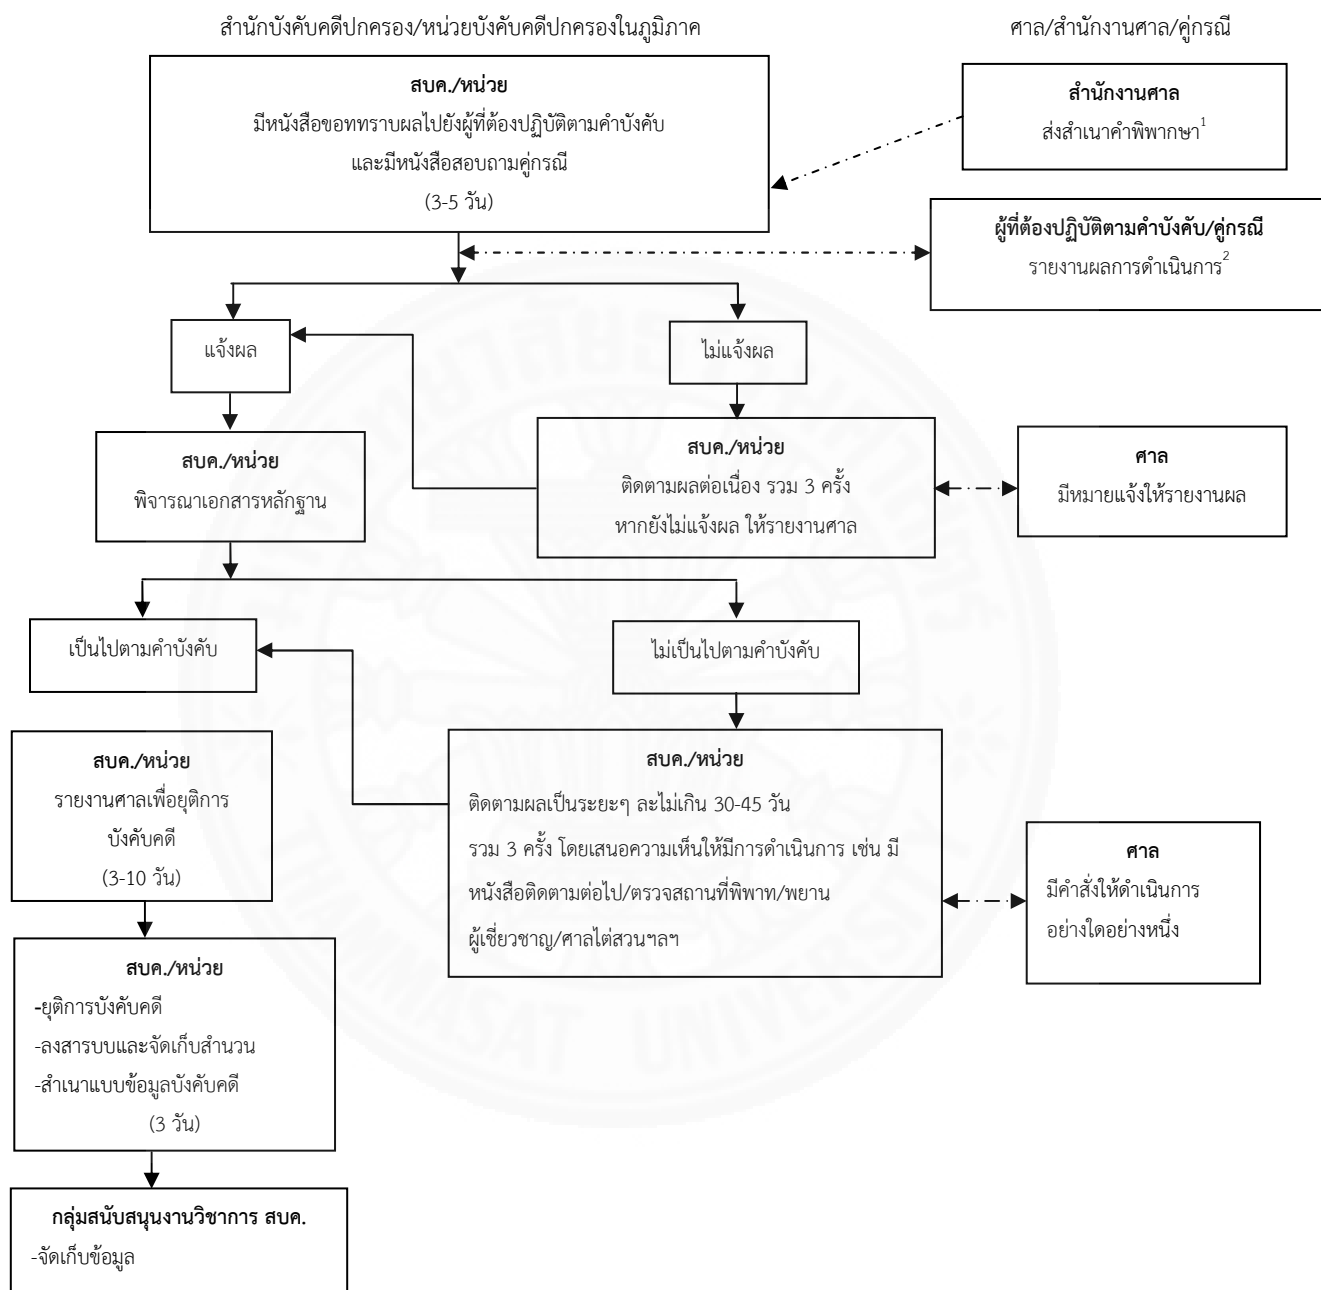 สำนักบังคับคดีปกครอง/หน่วยบังคับคดีปกครองในภูมิภาค
ศาล/สำนักงานศาล/คู่กรณี
สบค./หน่วย
มีหนังสือขอททราบผลไปยังผู้ที่ต้องปฏิบัติตามคำบังคับ
และมีหนังสือสอบถามคู่กรณี
(3-5 วัน)
สำนักงานศาล
ส่งสำเนาคำพิพากษา1
ผู้ที่ต้องปฏิบัติตามคำบังคับ/คู่กรณี
รายงานผลการดำเนินการ2
แจ้งผล
ไม่แจ้งผล
สบค./หน่วย
พิจารณาเอกสารหลักฐาน
สบค./หน่วย
ติดตามผลต่อเนื่อง รวม 3 ครั้ง
หากยังไม่แจ้งผล ให้รายงานศาล
ศาล
มีหมายแจ้งให้รายงานผล
เป็นไปตามคำบังคับ
ไม่เป็นไปตามคำบังคับ
สบค./หน่วย
รายงานศาลเพื่อยุติการ
บังคับคดี
(3-10 วัน)
สบค./หน่วย
ติดตามผลเป็นระยะๆ ละไม่เกิน 30-45 วัน
รวม 3 ครั้ง โดยเสนอความเห็นให้มีการดำเนินการ เช่น มี
หนังสือติดตามต่อไป/ตรวจสถานที่พิพาท/พยาน
ผู้เชี่ยวชาญ/ศาลไต่สวนฯลฯ
ศาล
มีคำสั่งให้ดำเนินการ
อย่างใดอย่างหนึ่ง
สบค./หน่วย
-ยุติการบังคับคดี
-ลงสารบบและจัดเก็บสำนวน
-สำเนาแบบข้อมูลบังคับคดี
(3 วัน)
กลุ่มสนับสนุนงานวิชาการ สบค.
-จัดเก็บข้อมูล
มหาวิทยาลัยธรรมศาสตร์
THAMMASAT UNIVERSITY